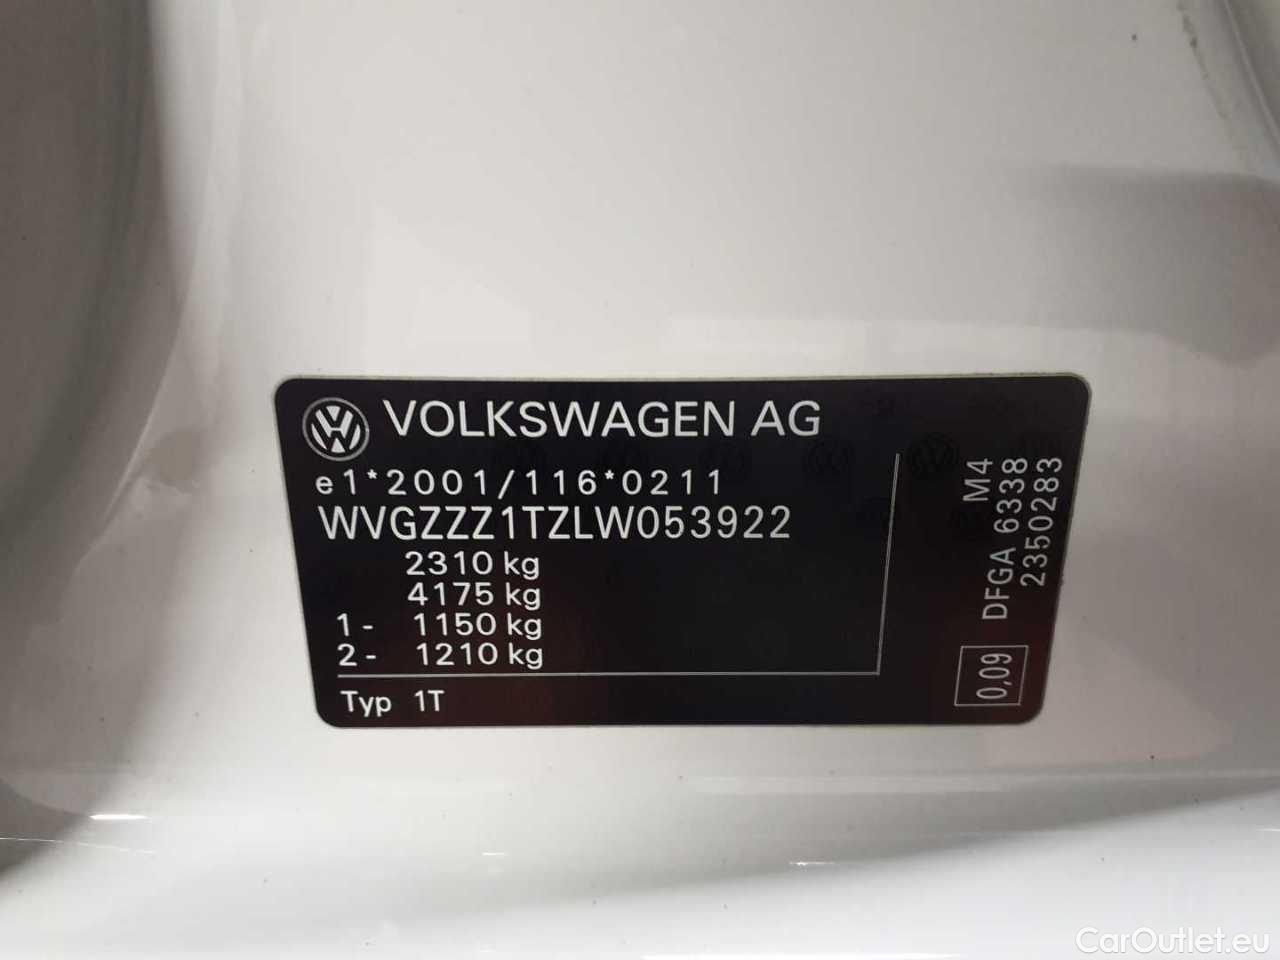 VOLKSWAGEN AG
e1*2001/116*0211
WVGZZZ1TZLW053922
2310 kg
4175 kg
1- 1150 kg
2- 1210 kg
Typ 1T
M4
DFGA 6338
2350283
0,09
CarOutlet.eu